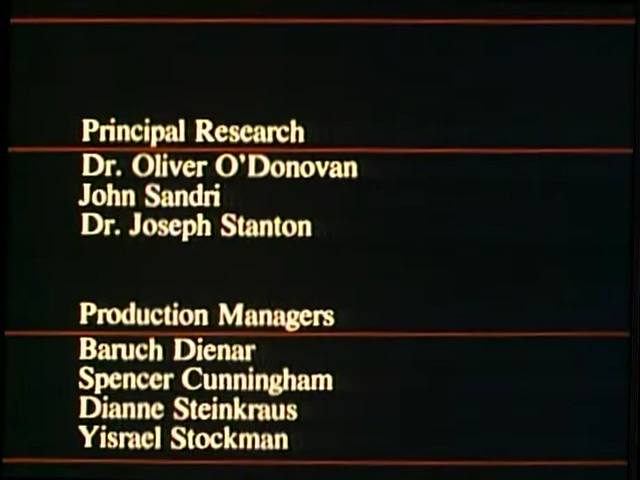 Principal Research
Dr. Oliver O'Donovan
John Sandri
Dr. Joseph Stanton
Production Managers
Baruch Dienar
Spencer Cunningham
Dianne Steinkraus
Yisrael Stockman